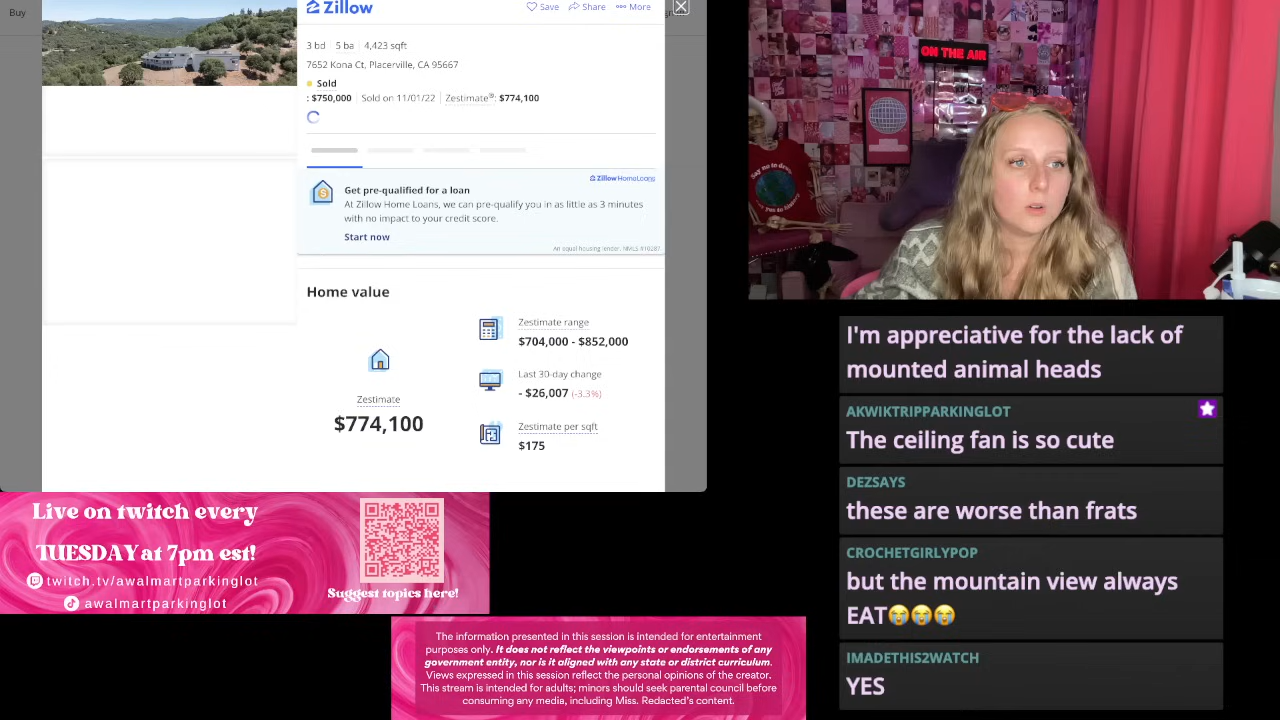 Buy
Zillow
Save
Share
More
3 bd | 5 ba | 4,423 sqft
7652 Kona Ct, Placerville, CA 95667
Sold
: $750,000 | Sold on 11/01/22 | Zestimate®: $774,100
Zillow HomeLoans
Get pre-qualified for a loan
At Zillow Home Loans, we can pre-qualify you in as little as 3 minutes
with no impact to your credit score.
Start now
An equal housing lender. NMLS #10287
Home value
Zestimate
$774,100
Zestimate range
$704,000 - $852,000
Last 30-day change
- $26,007 (-3.3%)
Zestimate per sqft
$175
ON THE AIR
I'm appreciative for the lack of
mounted animal heads
AKWIKTRIPPARKINGLOT
The ceiling fan is so cute
DEZSAYS
these are worse than frats
CROCHETGIRLYPOP
but the mountain view always
EAT😭😭😭
IMADETHIS2WATCH
YES
Live on twitch every
TUESDAY at 7pm est!
twitch.tv/awalmartparkinglot
awalmartparkinglot
Suggest topics here!
The information presented in this session is intended for entertainment
purposes only. It does not reflect the viewpoints or endorsements of any
government entity, nor is it aligned with any state or district curriculum.
Views expressed in this session reflect the personal opinions of the creator.
This stream is intended for adults; minors should seek parental council before
consuming any media, including Miss. Redacted's content.